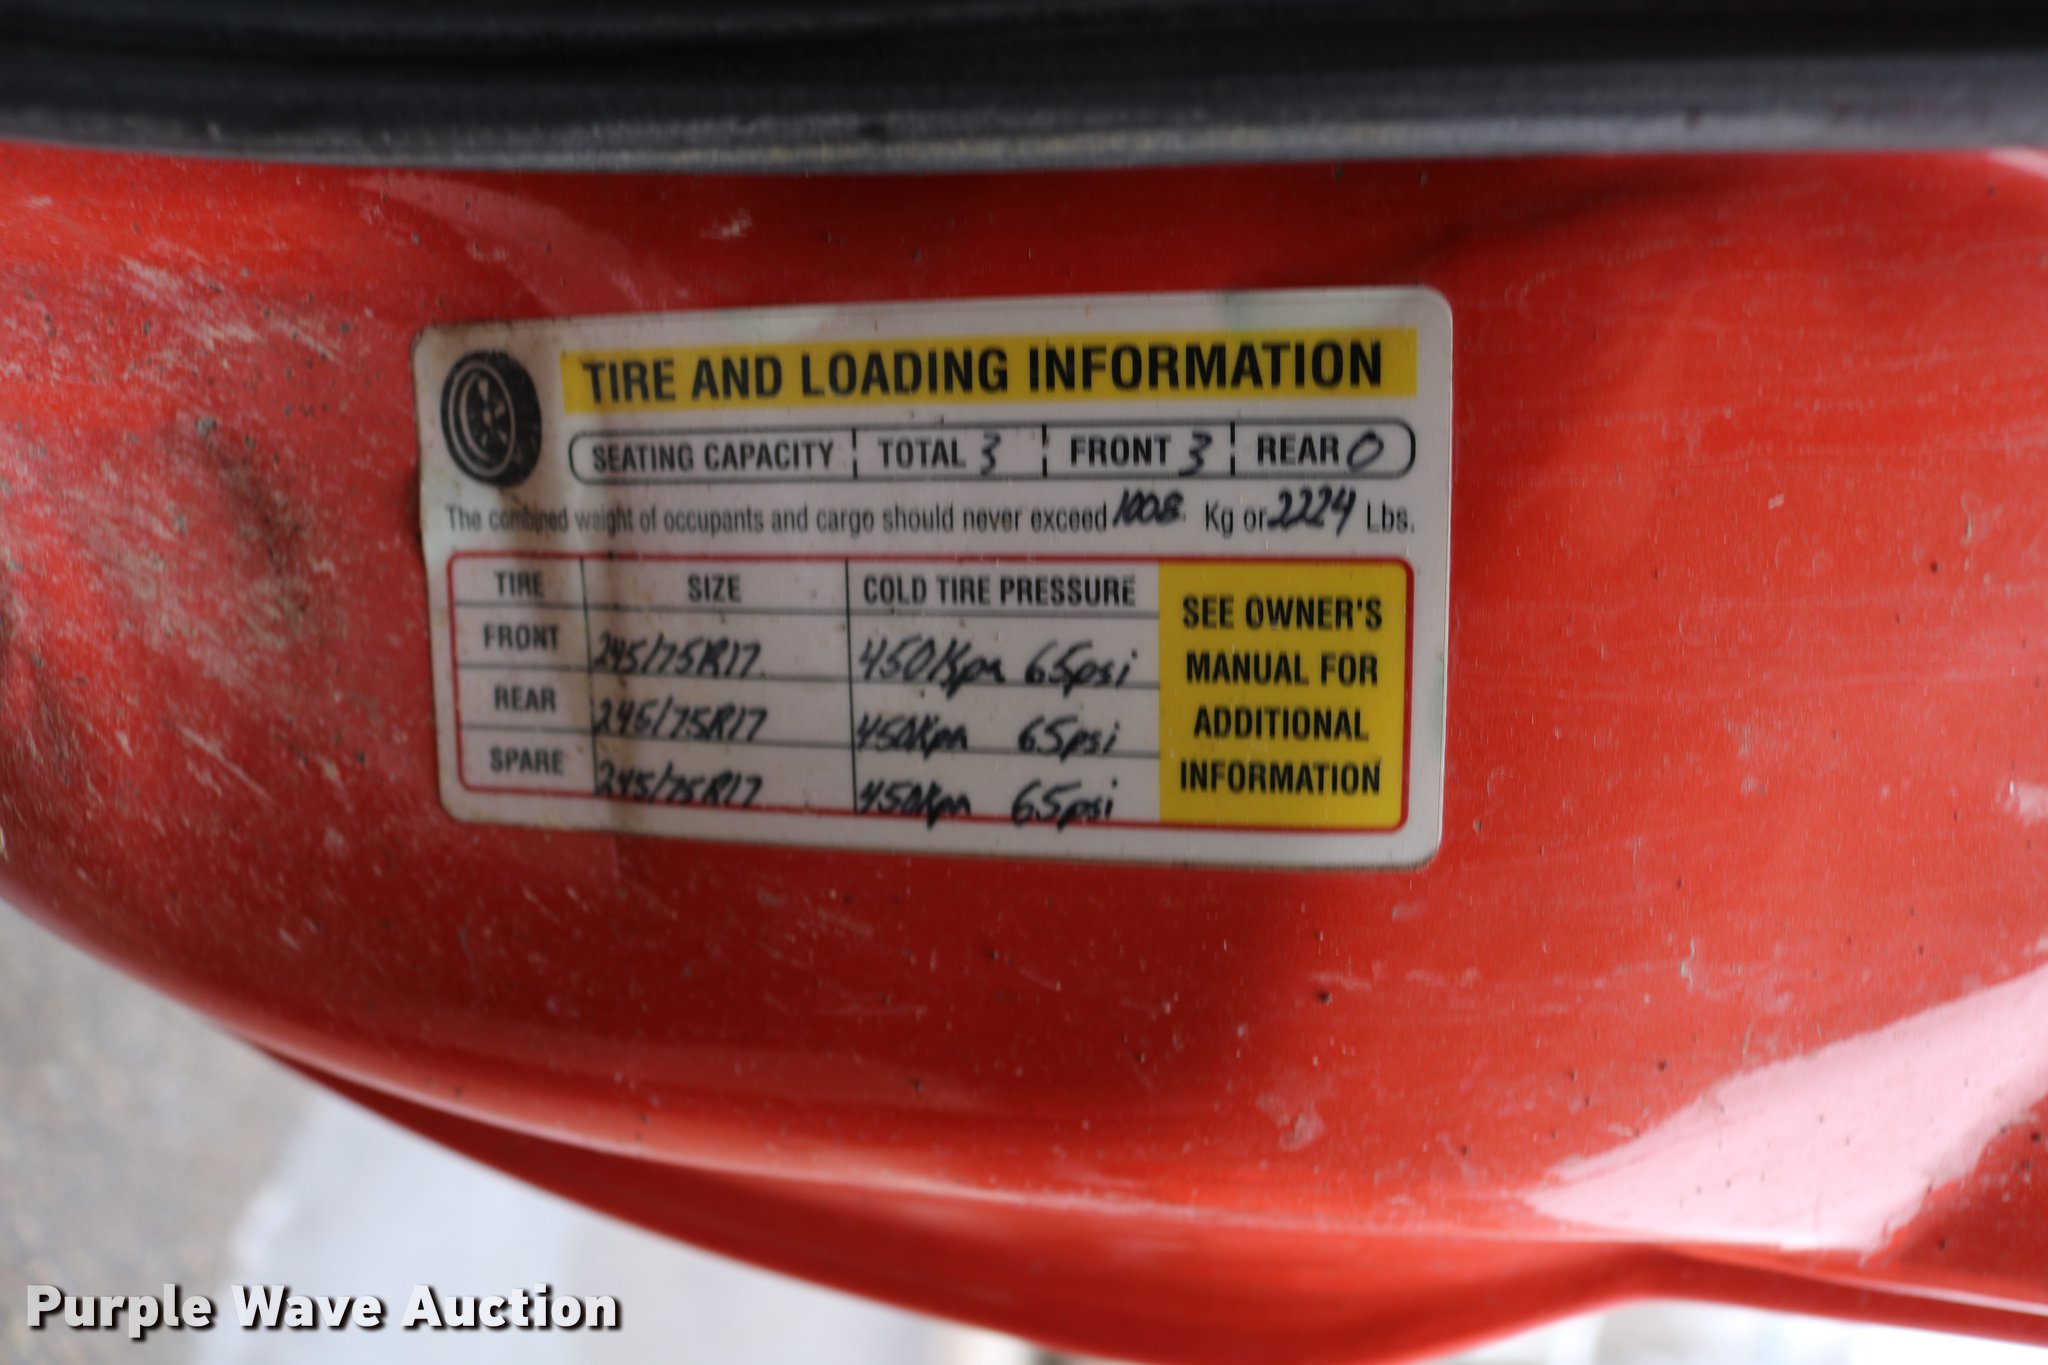 TIRE AND LOADING INFORMATION
SEATING CAPACITY TOTAL 3 FRONT 3 REAR 0
The combined weight of occupants and cargo should never exceed 1008 Kg or 2224 Lbs.
TIRE SIZE COLD TIRE PRESSURE
FRONT 245/75R17 450Kpa 65psi
REAR 245/75R17 450Kpa 65psi
SPARE 245/75R17 450Kpa 65psi
SEE OWNER'S
MANUAL FOR
ADDITIONAL
INFORMATION
Purple Wave Auction